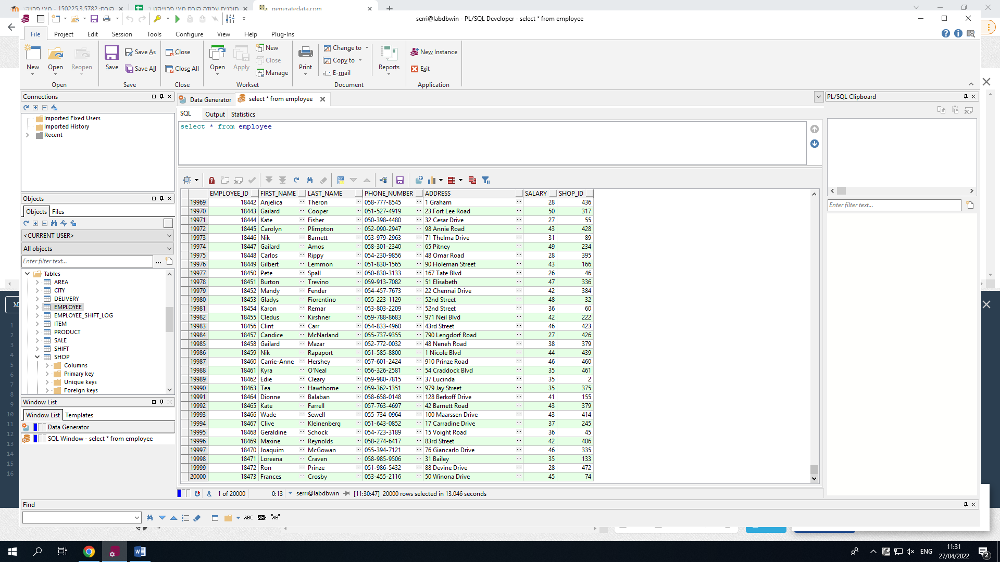 קורס: 150225.3.5782 - חיני פרויק
תוכנית עבודה קורס חיני פרוייקט
generatedata.com
serri@labdbwin - PL/SQL Developer - select * from employee
File Project Edit Session Tools Configure View Help Plug-Ins
New Open Reopen Save Save As Save All Close Close All Open Apply New Close Manage Print Change to Copy to E-mail Reports New Instance Exit
Open Save Close Workset Document Application
Connections
Imported Fixed Users
Imported History
Recent
Objects
Objects Files
<CURRENT USER>
All objects
Enter filter text...
Tables
AREA
CITY
DELIVERY
EMPLOYEE
EMPLOYEE_SHIFT_LOG
ITEM
PRODUCT
SALE
SHIFT
SHOP
Columns
Primary key
Unique keys
Foreign keys
Window List
Window List Templates
Data Generator
SQL Window - select * from employee
Data Generator select * from employee
SQL Output Statistics
select * from employee
EMPLOYEE_ID FIRST_NAME LAST_NAME PHONE_NUMBER ADDRESS SALARY SHOP_ID
19969 18442 Anjelica Theron 058-777-8545 1 Graham 28 436
19970 18443 Gailard Cooper 051-527-4919 23 Fort Lee Road 50 317
19971 18444 Kate Fisher 050-398-4480 32 Cesar Drive 27 55
19972 18445 Carolyn Plimpton 052-090-2947 98 Annie Road 43 428
19973 18446 Nik Barnett 053-979-2963 71 Thelma Drive 31 89
19974 18447 Gailard Amos 058-301-2340 65 Pitney 49 234
19975 18448 Carlos Rippy 054-230-9856 48 Omar Road 28 395
19976 18449 Gilbert Lemmon 051-830-1565 90 Holeman Street 43 166
19977 18450 Pete Spall 050-830-3133 167 Tate Blvd 26 46
19978 18451 Burton Trevino 059-913-7082 51 Elisabeth 47 336
19979 18452 Mandy Fender 054-457-7673 22 Chennai Drive 42 384
19980 18453 Gladys Fiorentino 055-223-1129 52nd Street 48 32
19981 18454 Karon Remar 053-803-2209 52nd Street 36 60
19982 18455 Cledus Kirshner 059-788-8683 971 Neil Blvd 42 222
19983 18456 Clint Carr 054-833-4960 43rd Street 46 423
19984 18457 Candice McNarland 055-737-9355 790 Lengdorf Road 27 426
19985 18458 Gailard Mazar 052-772-0032 48 Neneh Road 38 379
19986 18459 Nik Rapaport 051-585-8800 1 Nicole Blvd 44 439
19987 18460 Carrie-Anne Hershey 057-601-2424 910 Prinze Road 46 460
19988 18461 Kyra O'Neal 056-326-2581 54 Craddock Blvd 35 461
19989 18462 Edie Cleary 059-980-7815 37 Lucinda 35 2
19990 18463 Tea Hawthorne 059-362-1351 979 Jay Street 35 375
19991 18464 Dionne Balaban 058-658-0148 128 Berkoff Drive 41 155
19992 18465 Kate Farrell 057-763-4697 42 Barnett Road 43 379
19993 18466 Wade Sewell 055-734-0964 100 Maarssen Drive 43 414
19994 18467 Clive Kleinenberg 051-643-0852 17 Carradine Drive 37 245
19995 18468 Geraldine Schock 054-723-3189 15 Voight Road 36 45
19996 18469 Maxine Reynolds 058-274-6417 83rd Street 42 406
19997 18470 Joaquim McGowan 055-394-7121 76 Giancarlo Drive 46 335
19998 18471 Loreena Craven 058-985-9506 31 Bailey 35 133
19999 18472 Ron Prinze 051-986-5432 88 Devine Drive 28 472
20000 18473 Frances Crosby 053-455-2116 50 Winona Drive 45 74
& 1 of 20000 0:13 serri@labdbwin [11:30:47] 20000 rows selected in 13.046 seconds
PL/SQL Clipboard
Enter filter text...
Find
ABC AB "AB"
M
1
2
3
4
5
6
7
8
9
10
11
12
13
14
15
16
ENG
11:31
27/04/2022
2